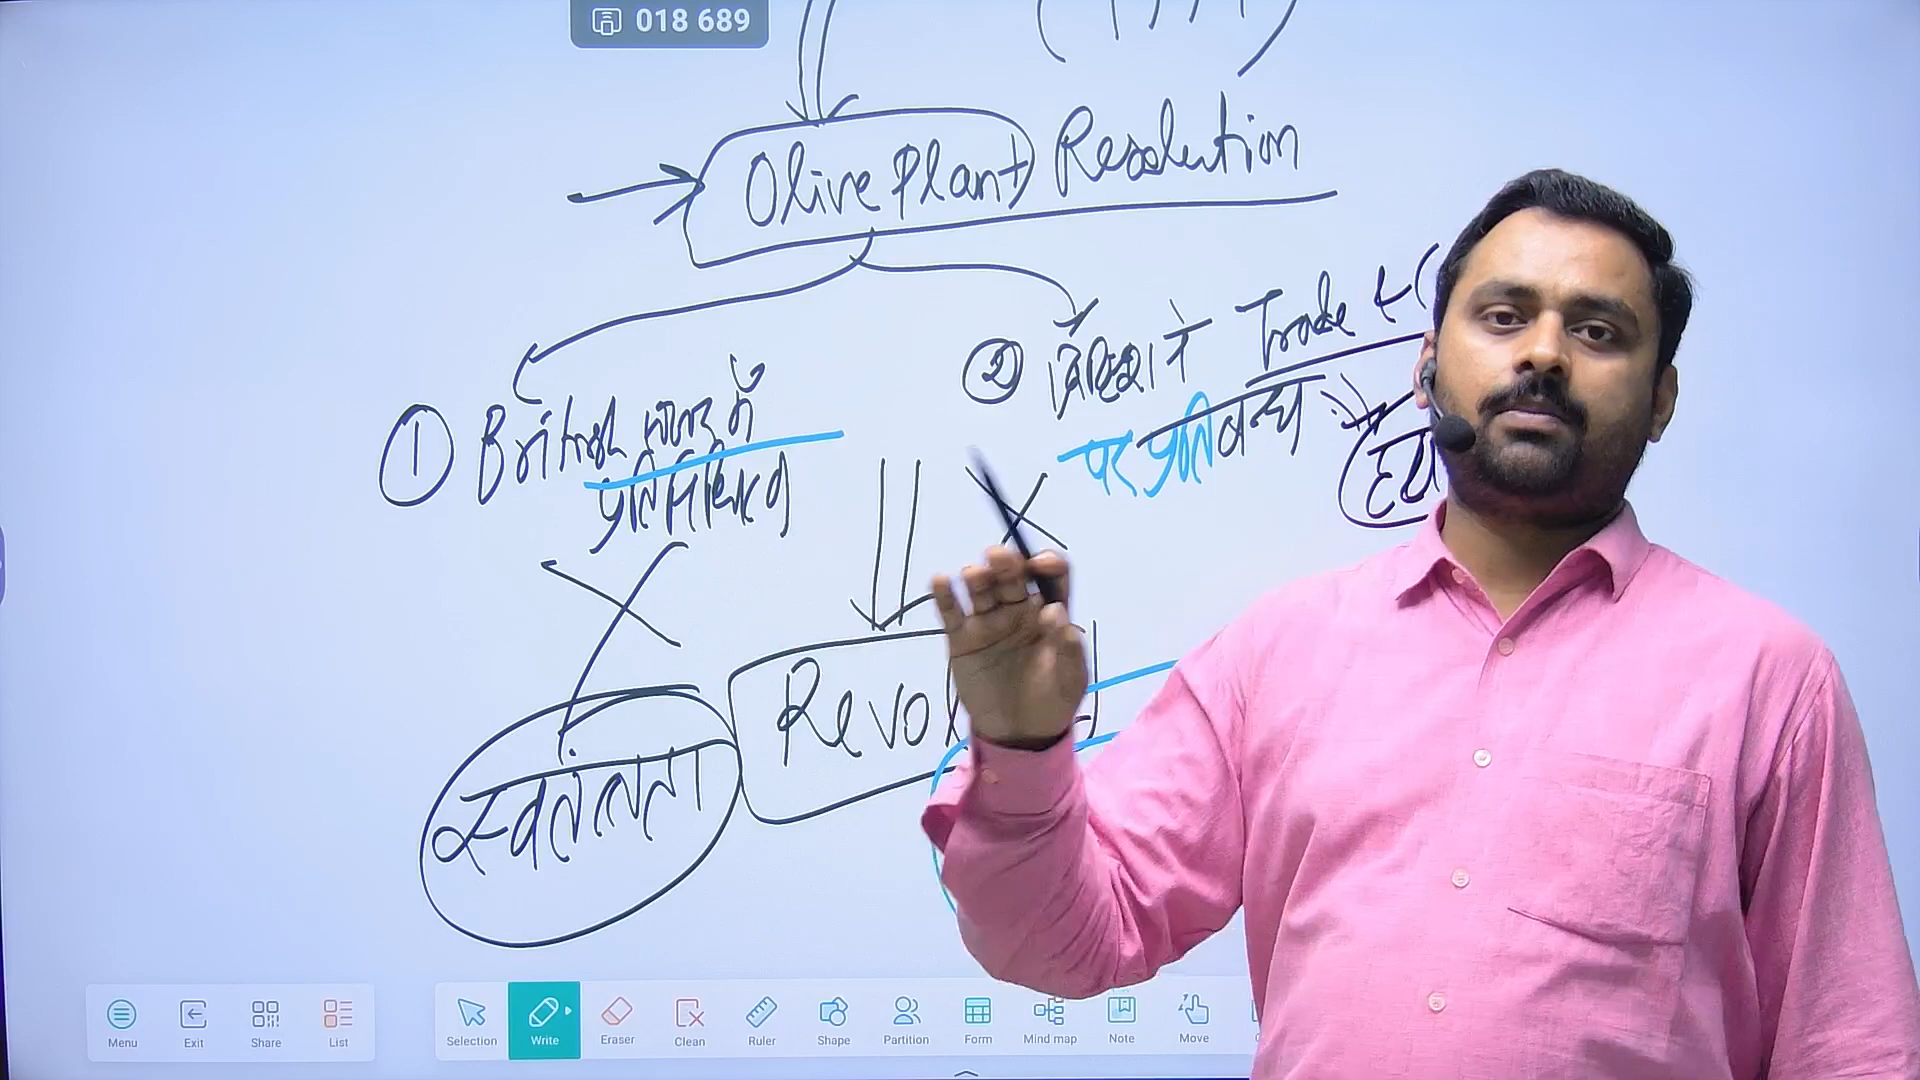 018 689
Olive Plant Resolution
① British संसद में
प्रतिनिधित्व
② ब्रिटेश ने Trade
पर प्रतिबन्ध
स्वतंत्रता
Menu Exit Share List Selection Write Eraser Clean Ruler Shape Partition Form Mind map Note Move